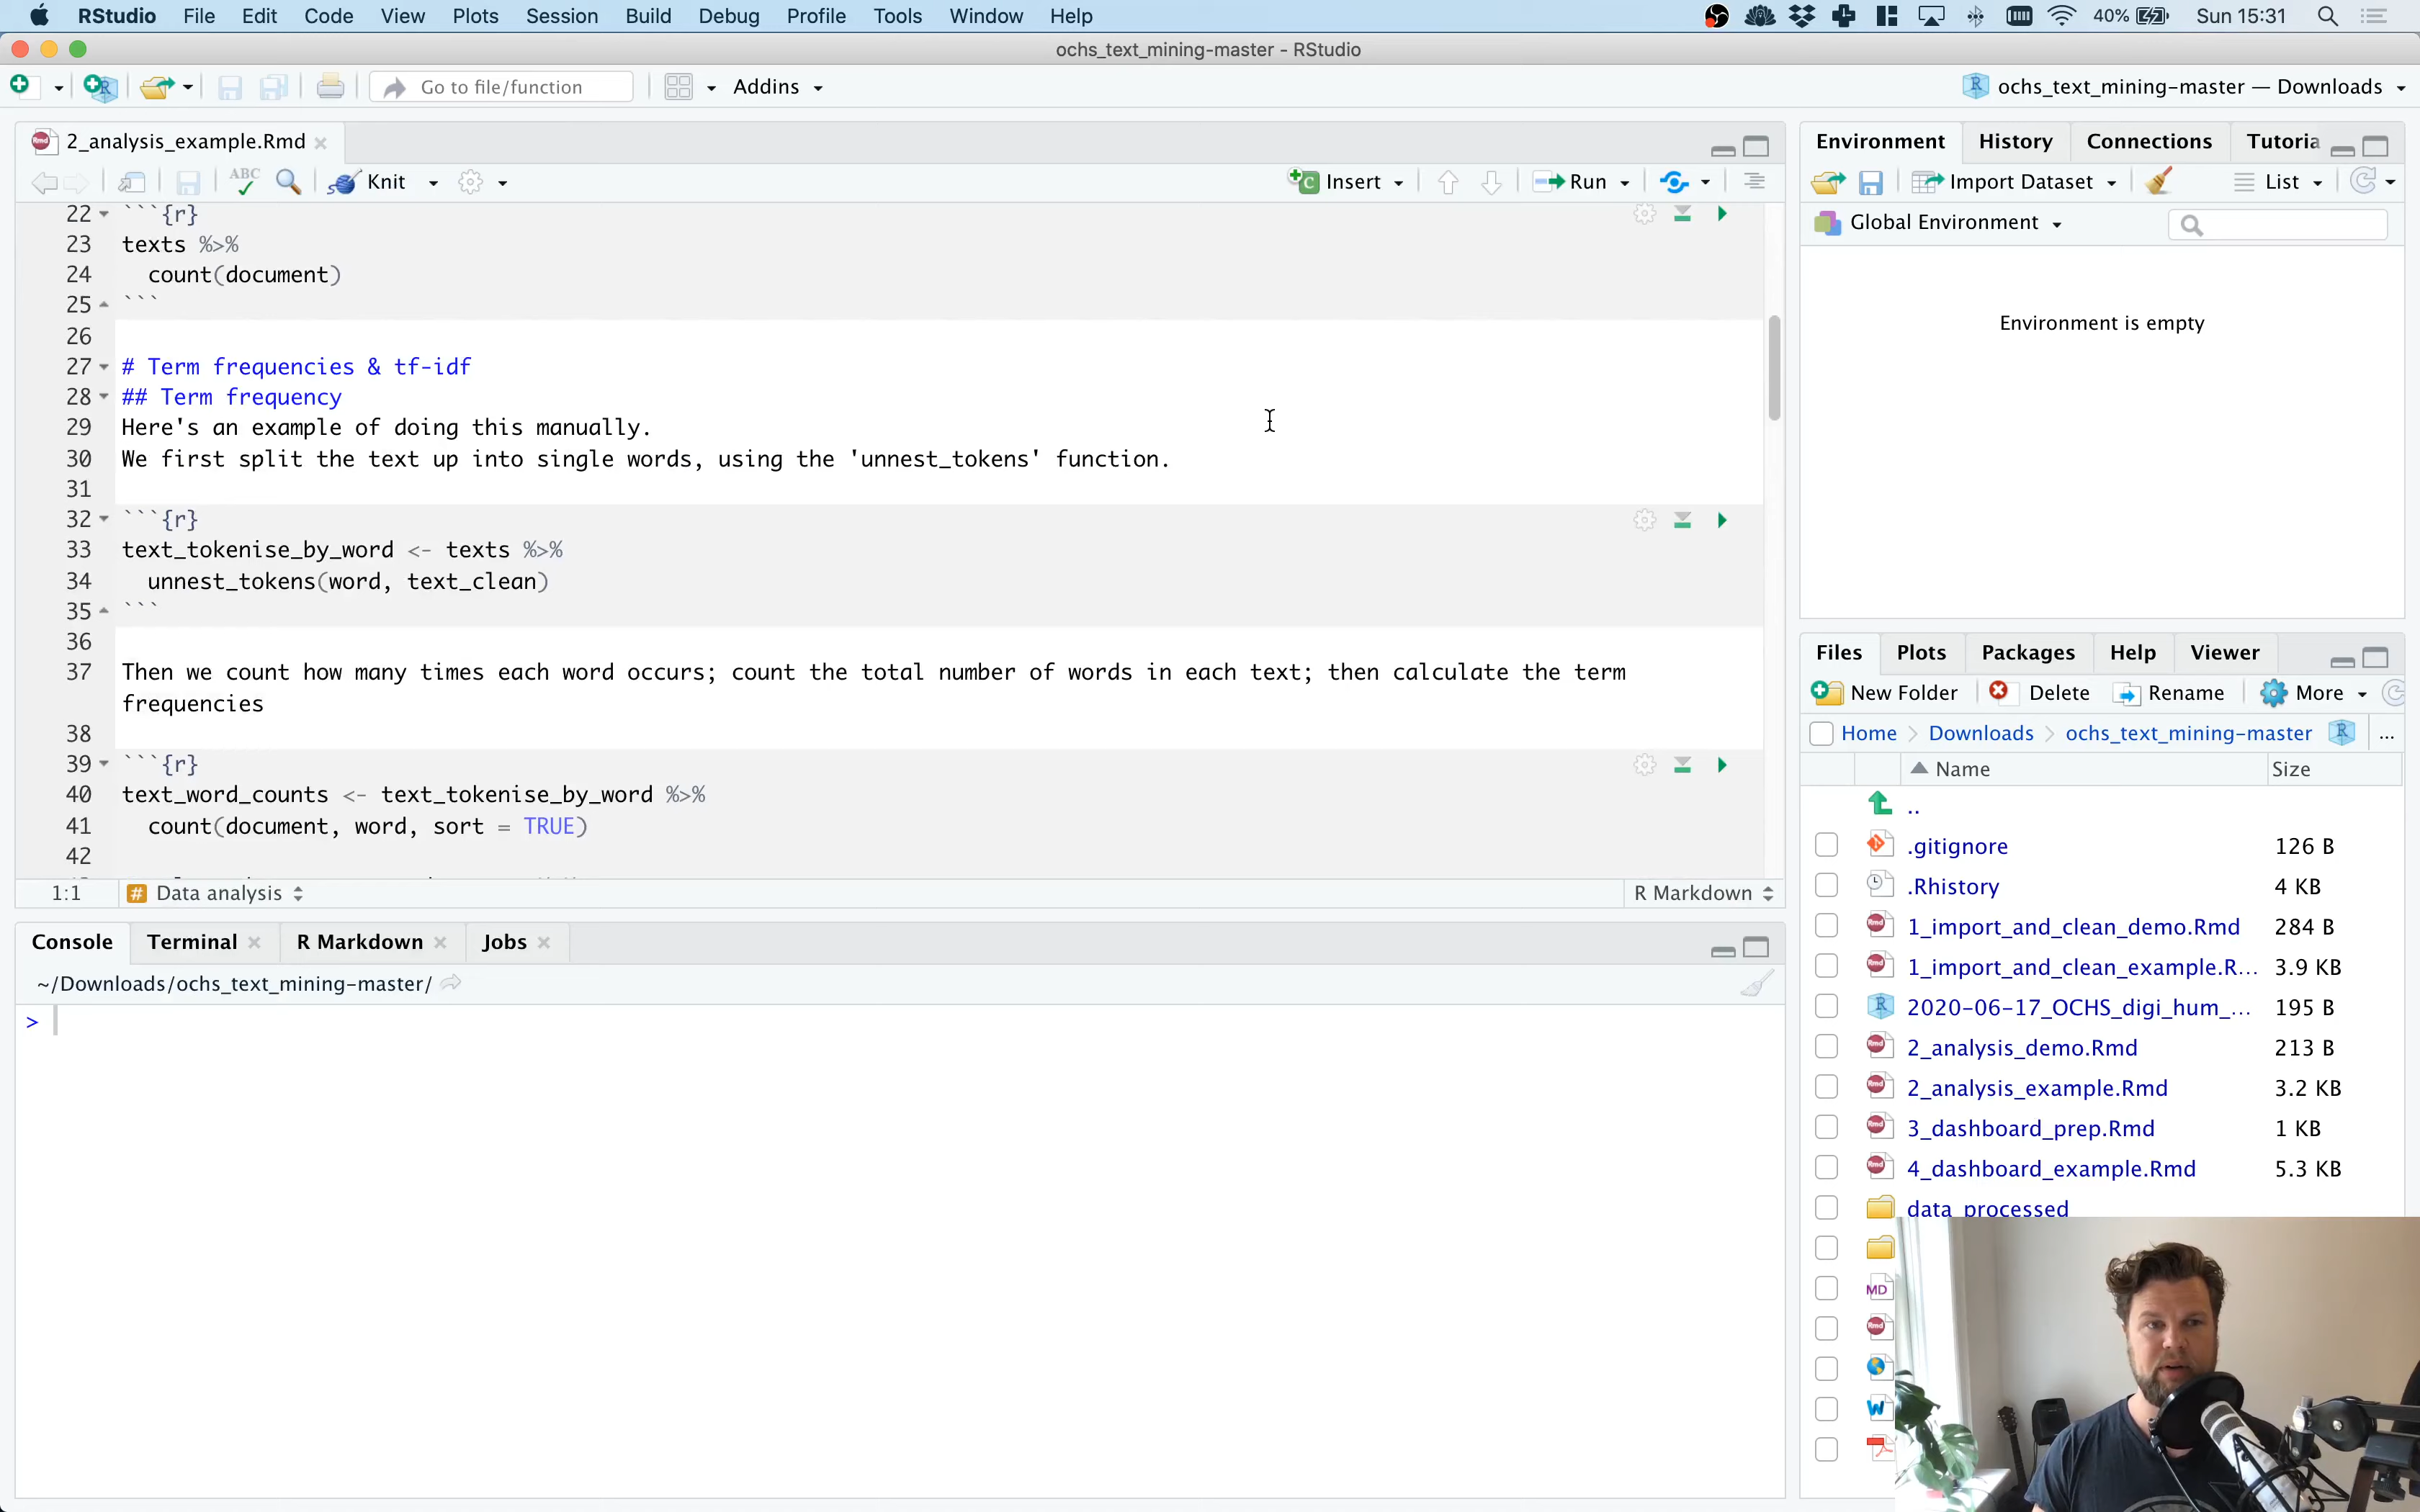 RStudio File Edit Code View Plots Session Build Debug Profile Tools Window Help 40% Sun 15:31
ochs_text_mining-master - RStudio
Go to file/function Addins ochs_text_mining-master — Downloads
2_analysis_example.Rmd
ABC Knit Insert Run
22 ```{r}
23 texts %>%
24 count(document)
25 ```
26
27 # Term frequencies & tf-idf
28 ## Term frequency
29 Here's an example of doing this manually.
30 We first split the text up into single words, using the 'unnest_tokens' function.
31
32 ```{r}
33 text_tokenise_by_word <- texts %>%
34 unnest_tokens(word, text_clean)
35 ```
36
37 Then we count how many times each word occurs; count the total number of words in each text; then calculate the term
frequencies
38
39 ```{r}
40 text_word_counts <- text_tokenise_by_word %>%
41 count(document, word, sort = TRUE)
42
1:1 # Data analysis R Markdown
Console Terminal R Markdown Jobs
~/Downloads/ochs_text_mining-master/
>
Environment History Connections Tutoria
Import Dataset List
Global Environment
Environment is empty
Files Plots Packages Help Viewer
New Folder Delete Rename More
Home > Downloads > ochs_text_mining-master ...
Name Size
..
.gitignore 126 B
.Rhistory 4 KB
1_import_and_clean_demo.Rmd 284 B
1_import_and_clean_example.R... 3.9 KB
2020-06-17_OCHS_digi_hum_... 195 B
2_analysis_demo.Rmd 213 B
2_analysis_example.Rmd 3.2 KB
3_dashboard_prep.Rmd 1 KB
4_dashboard_example.Rmd 5.3 KB
data_processed
MD
Rmd
W